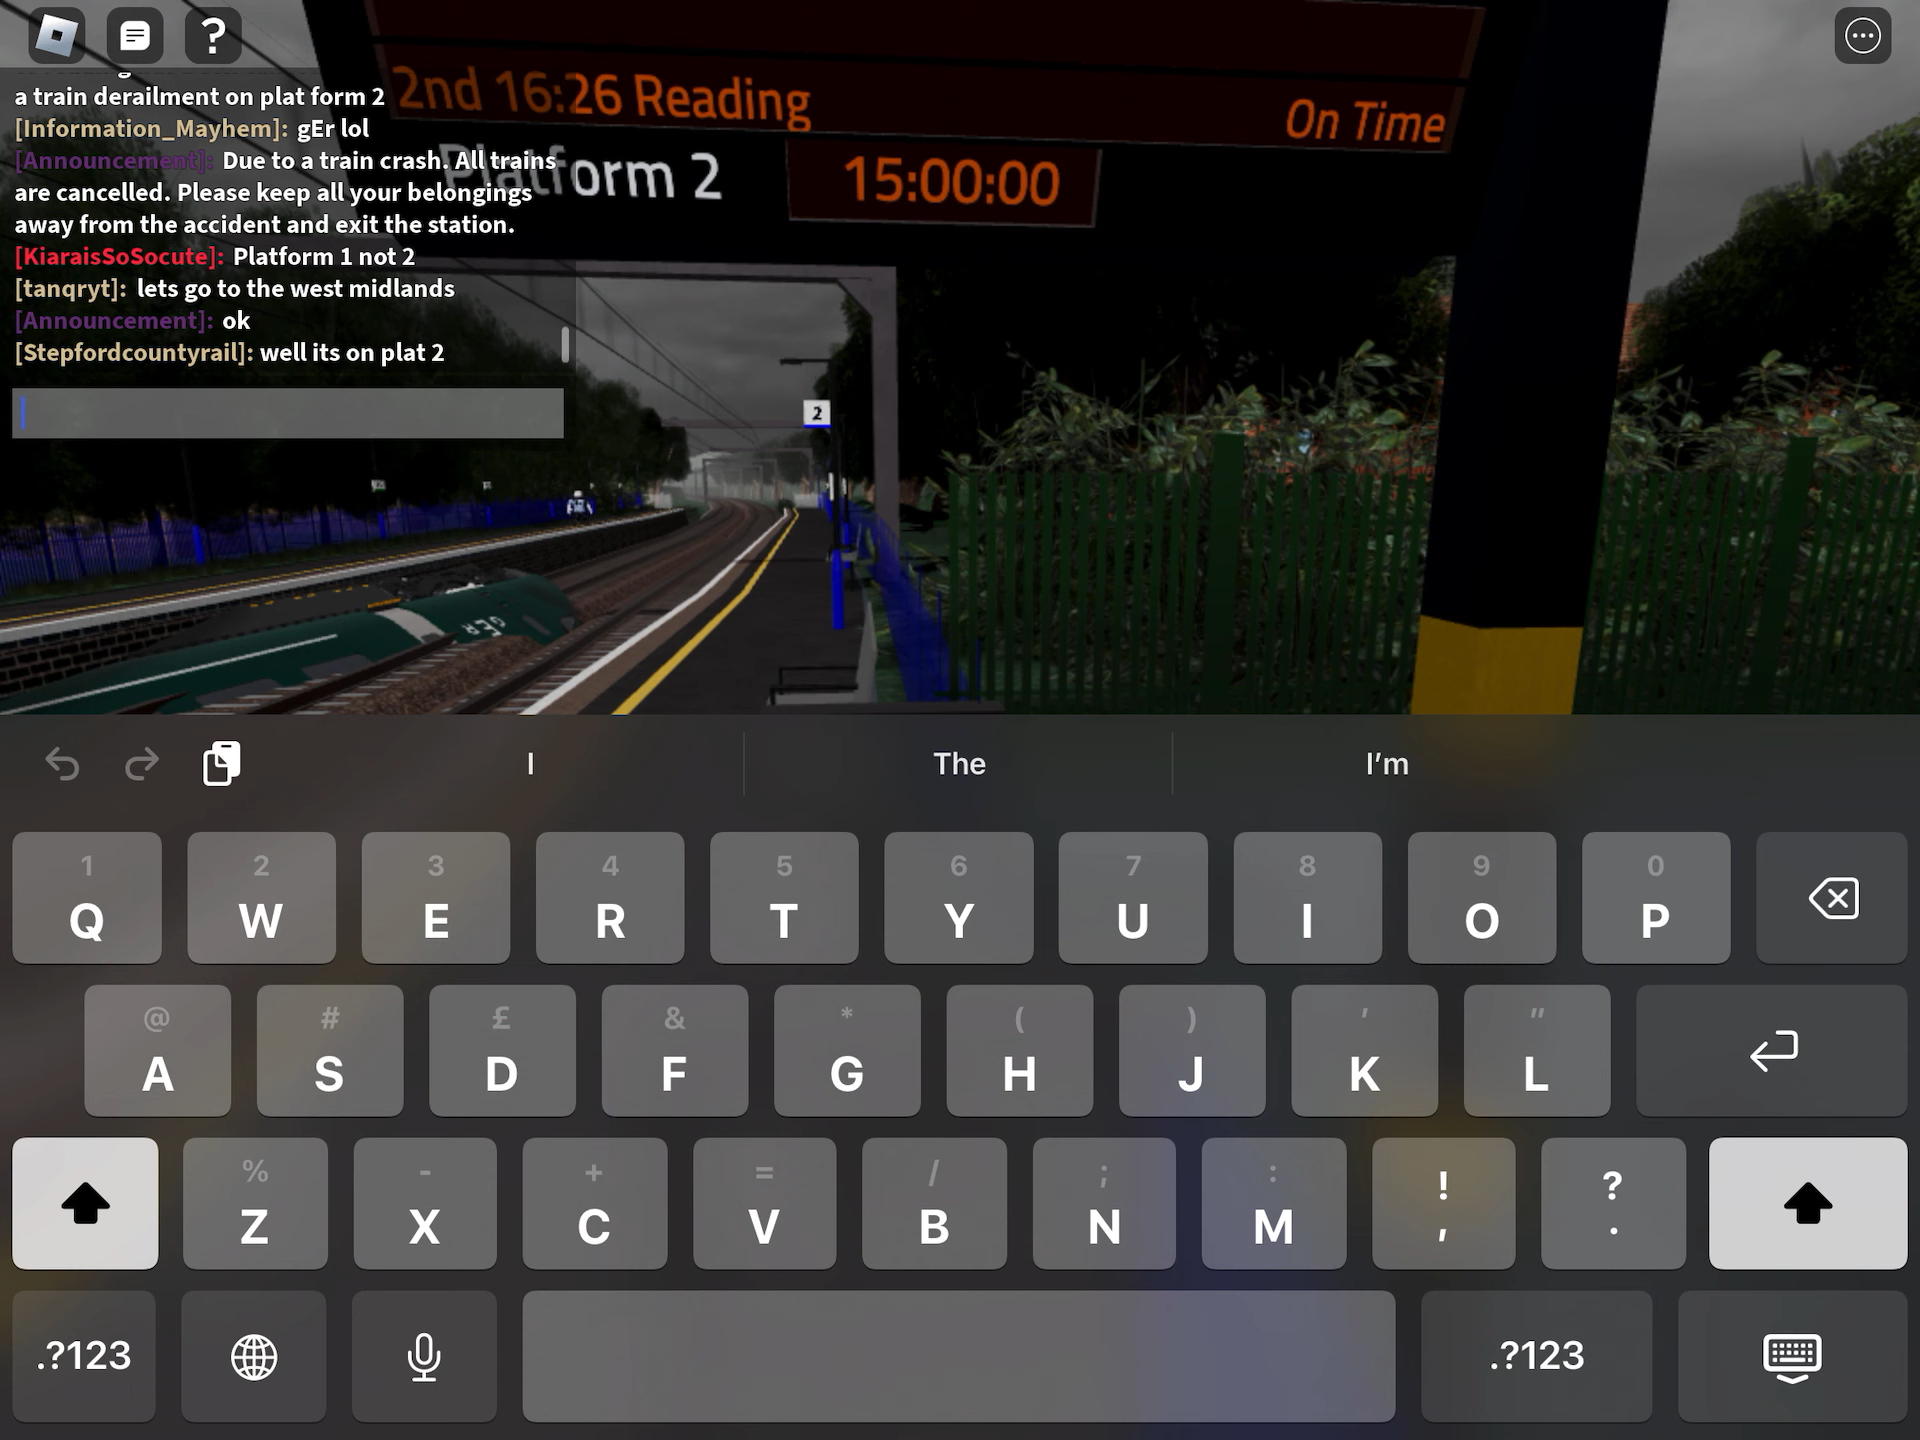 ?
a train derailment on plat form 2
[Information_Mayhem]: gEr lol
[Announcement]: Due to a train crash. All trains
are cancelled. Please keep all your belongings
away from the accident and exit the station.
[KiaraisSoSocute]: Platform 1 not 2
[tanqryt]: lets go to the west midlands
[Announcement]: ok
[Stepfordcountyrail]: well its on plat 2
2nd 16:26 Reading On Time
Platform 2 15:00:00
2
GER
I The I'm
1 2 3 4 5 6 7 8 9 0
Q W E R T Y U I O P
@ # £ & * ( ) ' "
A S D F G H J K L
% - + = / ; : ! ?
Z X C V B N M , .
.?123 .?123